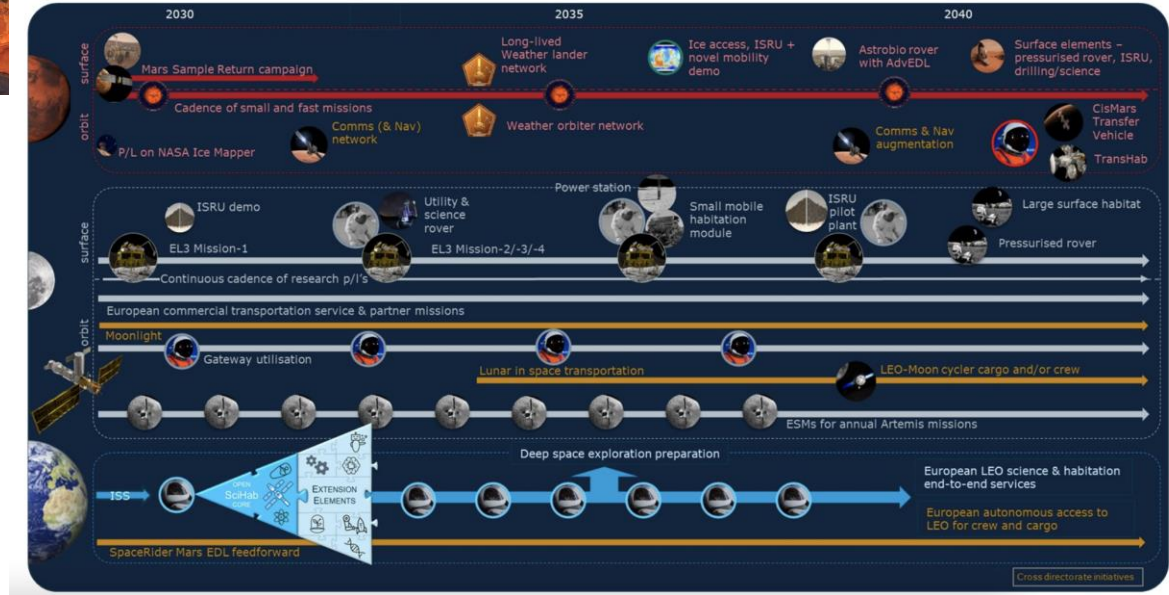 2030
2035
2040
surface
Mars Sample Return campaign
Long-lived
Weather lander
network
Ice access, ISRU +
novel mobility
demo
Astrobio rover
with AdvEDL
Surface elements –
pressurised rover, ISRU,
drilling/science
Cadence of small and fast missions
orbit
P/L on NASA Ice Mapper
Comms (& Nav)
network
Weather orbiter network
Comms & Nav
augmentation
CisMars
Transfer
Vehicle
TransHab
surface
ISRU demo
EL3 Mission-1
Utility &
science
rover
EL3 Mission-2/-3/-4
Power station
Small mobile
habitation
module
ISRU
pilot
plant
Large surface habitat
Pressurised rover
Continuous cadence of research p/l's
European commercial transportation service & partner missions
orbit
Moonlight
Gateway utilisation
Lunar in space transportation
LEO-Moon cycler cargo and/or crew
ESMs for annual Artemis missions
ISS
OPEN
SciHab
CORE
EXTENSION
ELEMENTS
Deep space exploration preparation
European LEO science & habitation
end-to-end services
European autonomous access to
LEO for crew and cargo
SpaceRider Mars EDL feedforward
Cross directorate initiatives